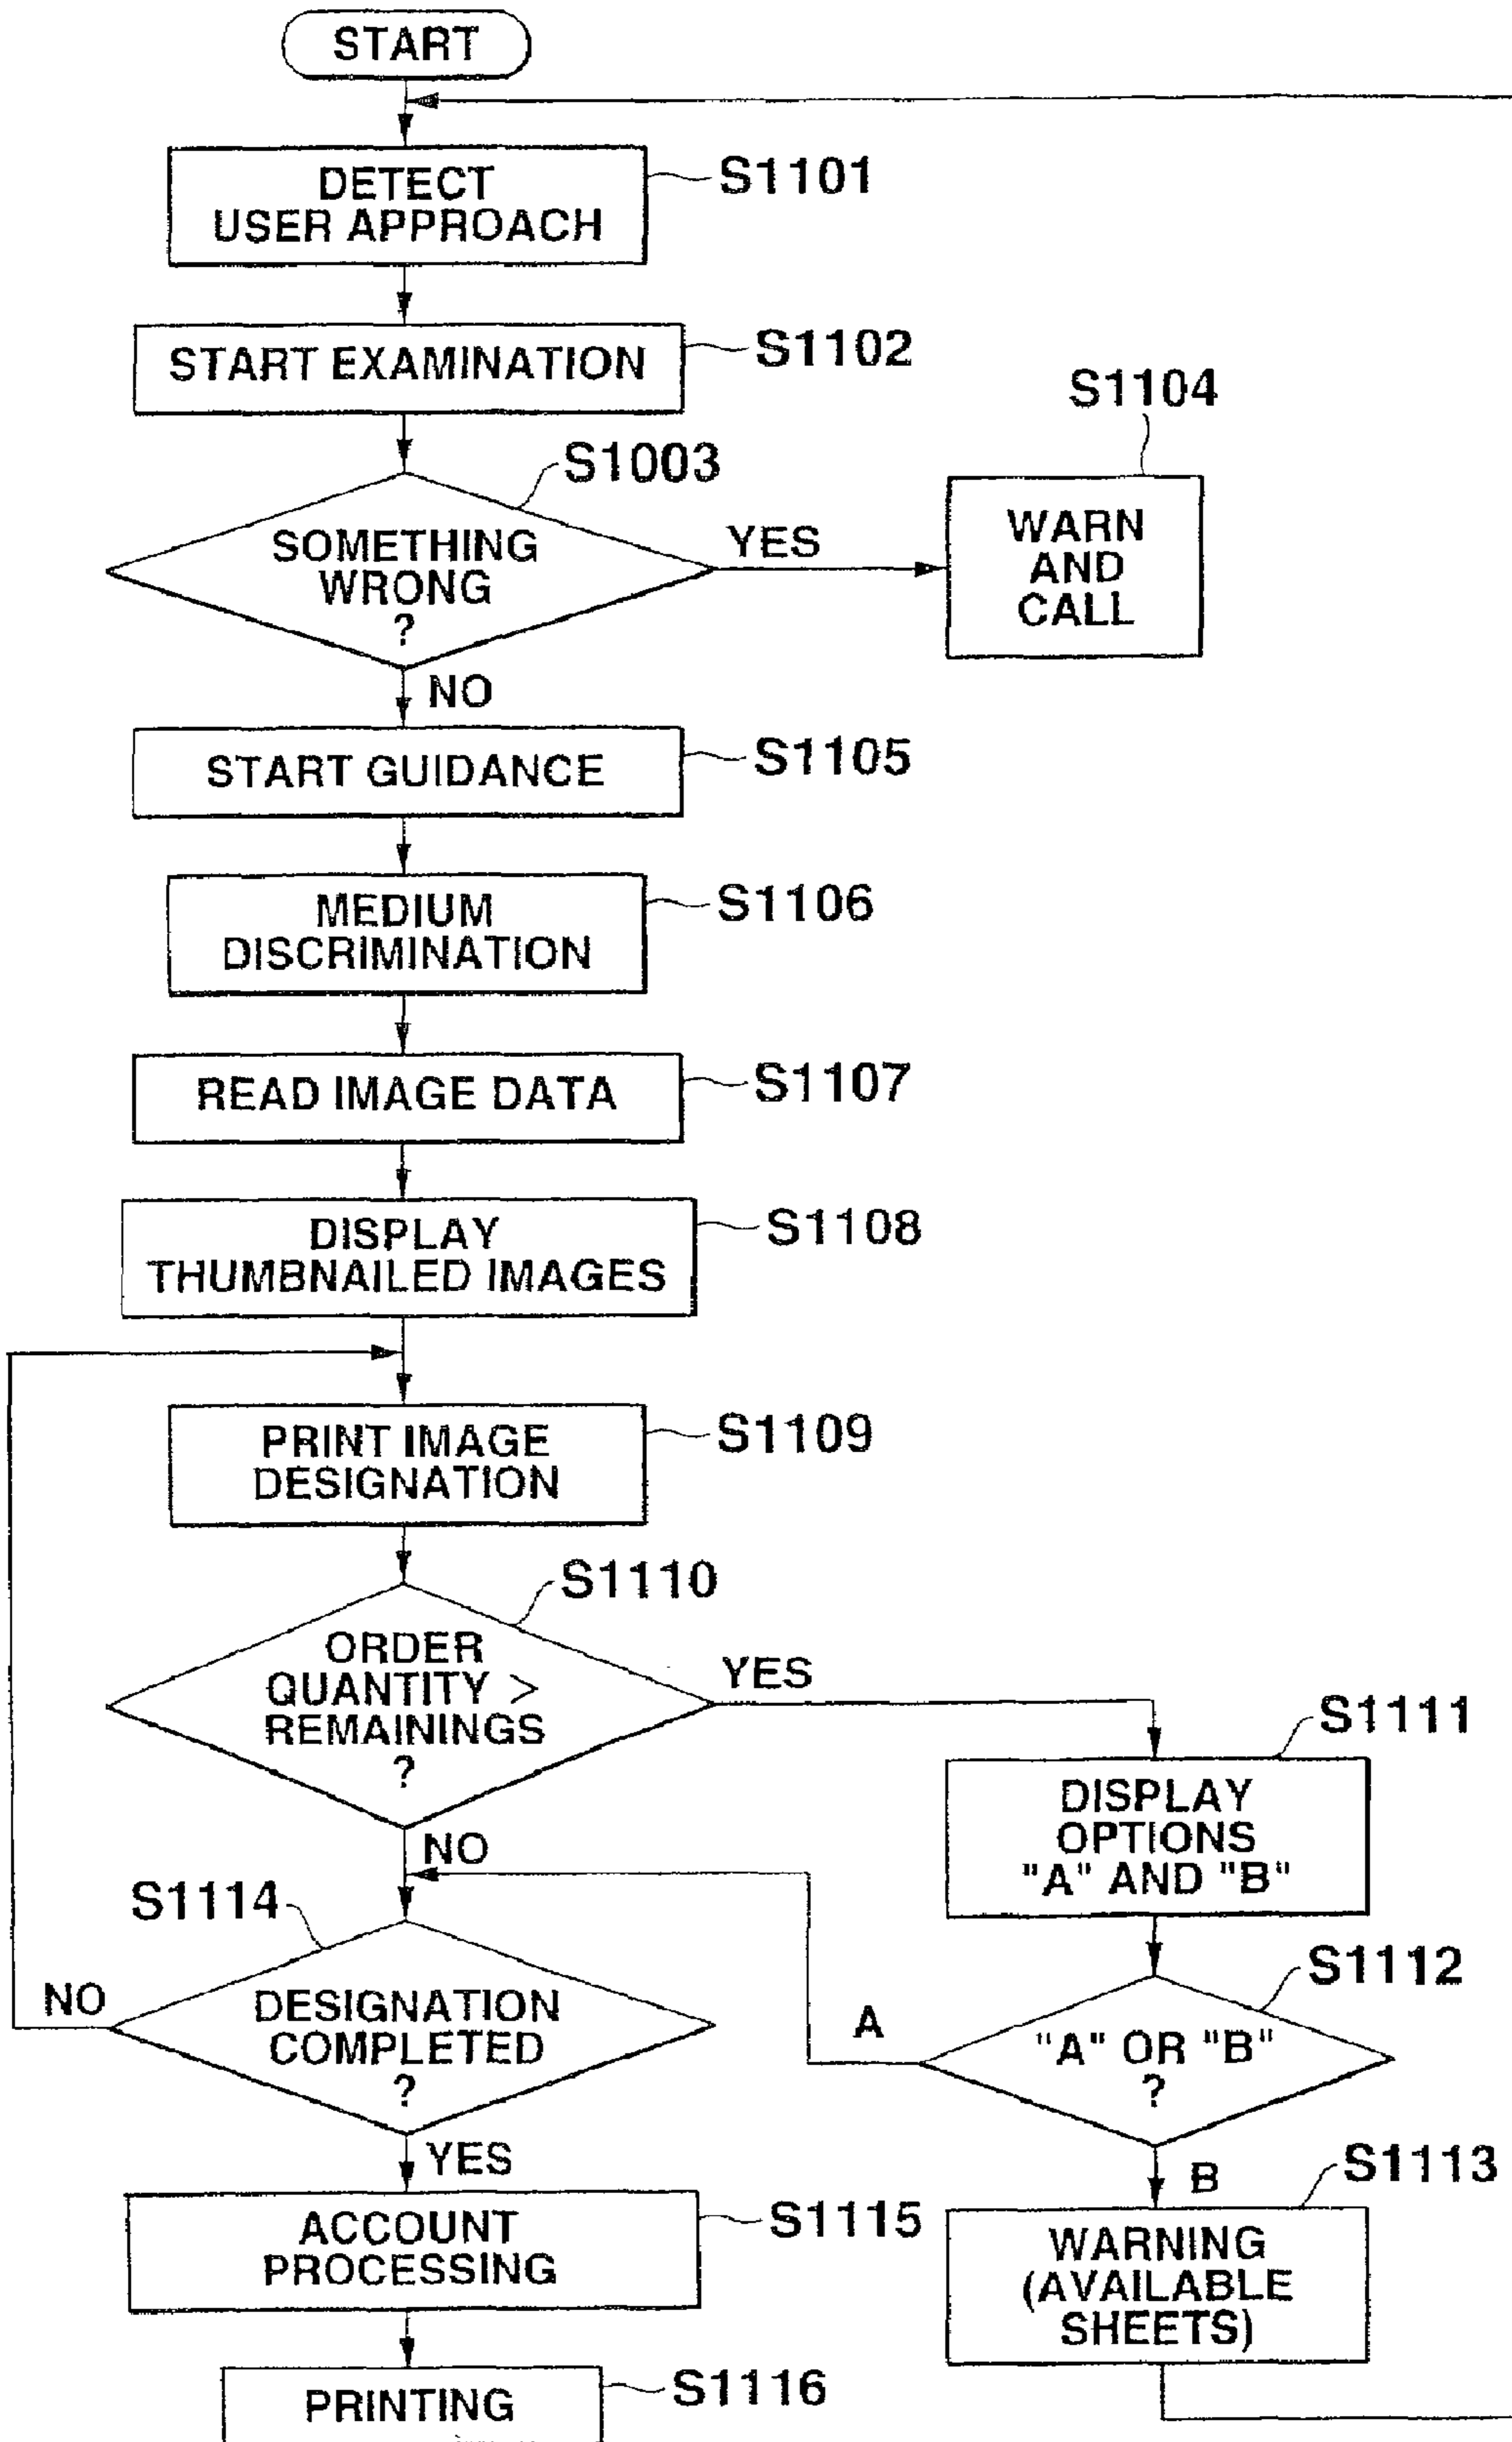 START
DETECT
USER APPROACH
S1101
START EXAMINATION
S1102
S1104
S1003
SOMETHING
WRONG
?
YES
WARN
AND
CALL
NO
START GUIDANCE
S1105
MEDIUM
DISCRIMINATION
S1106
READ IMAGE DATA
S1107
DISPLAY
THUMBNAILED IMAGES
S1108
PRINT IMAGE
DESIGNATION
S1109
S1110
ORDER
QUANTITY >
REMAININGS
?
YES
S1111
DISPLAY
OPTIONS
"A" AND "B"
NO
S1114
DESIGNATION
COMPLETED
?
NO
S1112
A
"A" OR "B"
?
YES
B
S1113
ACCOUNT
PROCESSING
S1115
WARNING
(AVAILABLE
SHEETS)
PRINTING
S1116